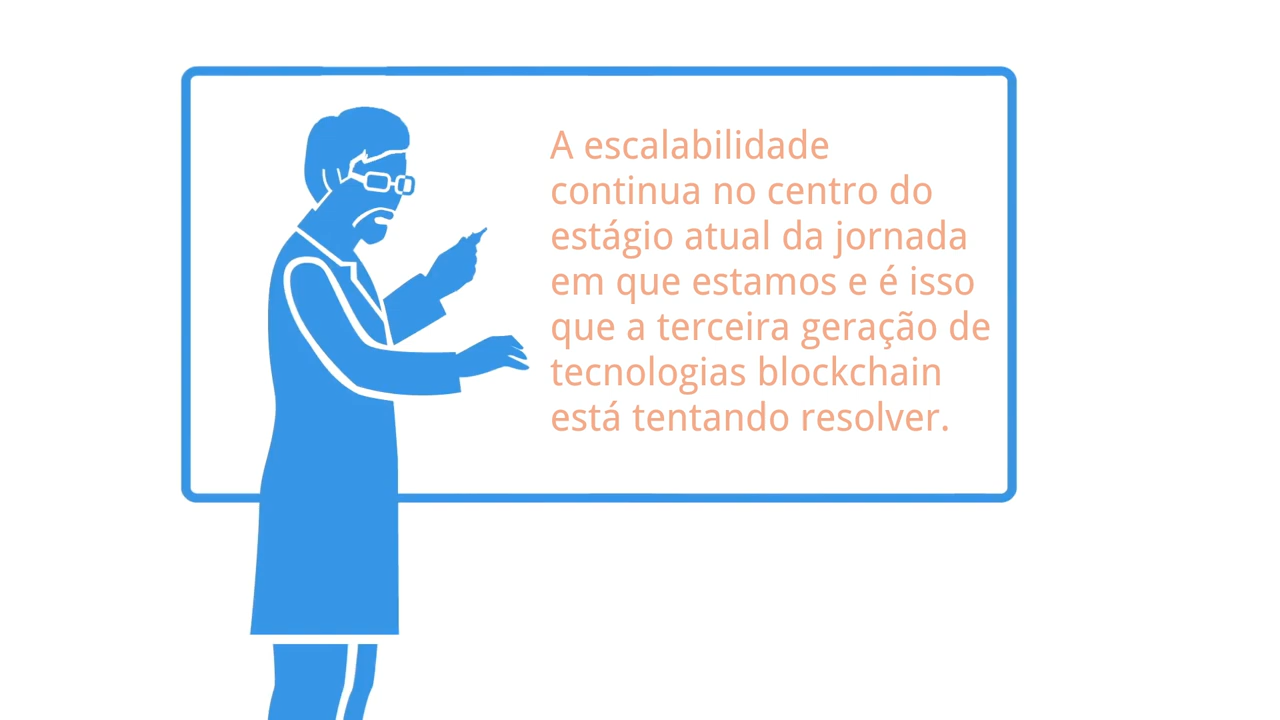 A escalabilidade
continua no centro do
estágio atual da jornada
em que estamos e é isso
que a terceira geração de
tecnologias blockchain
está tentando resolver.